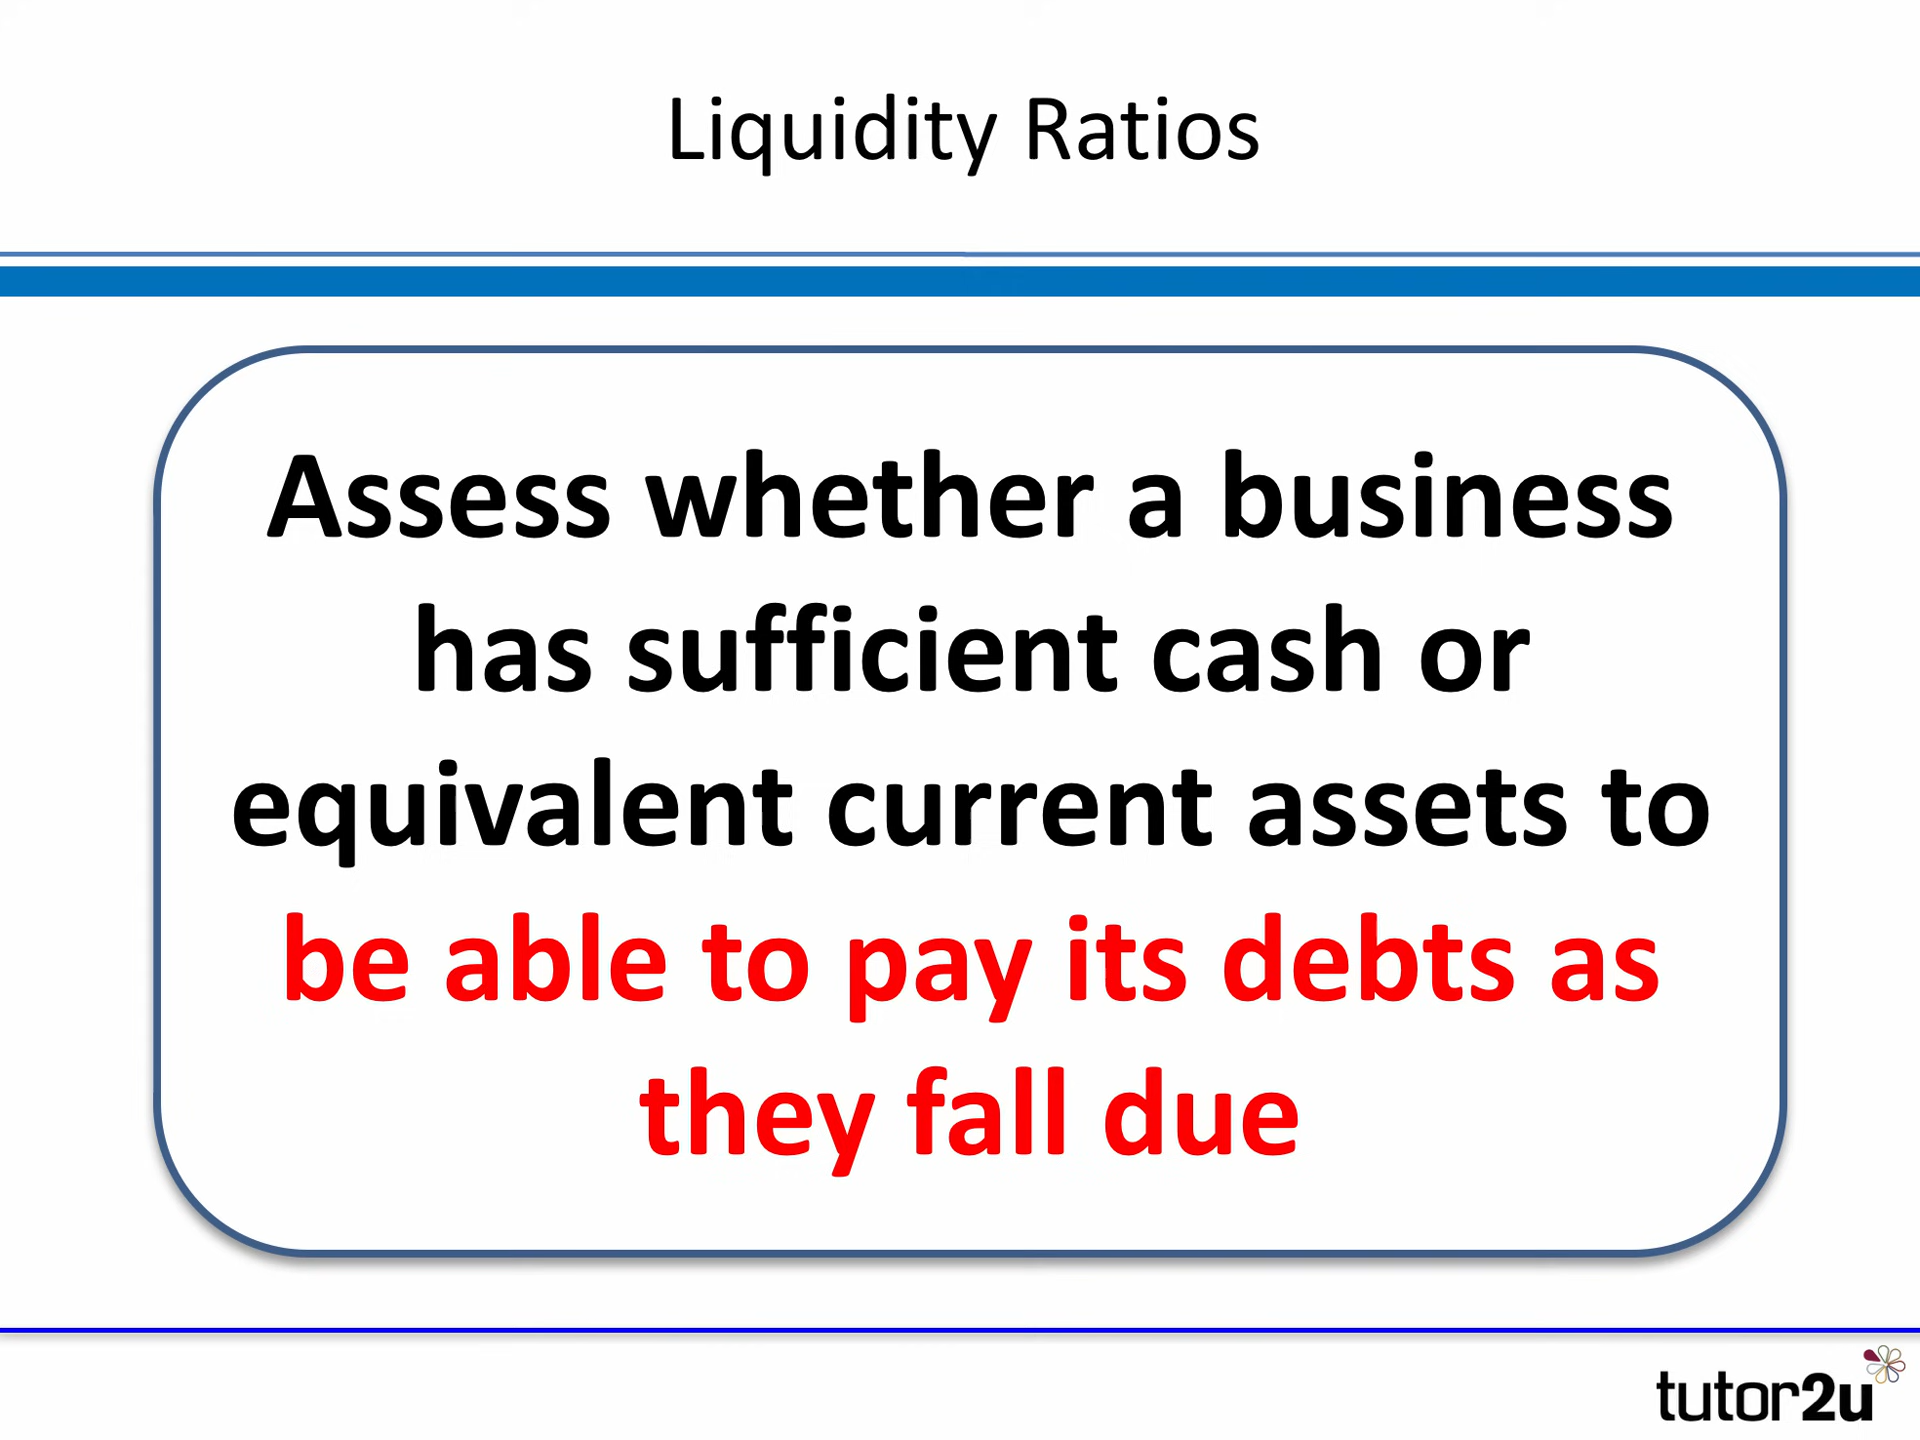 Liquidity Ratios
Assess whether a business
has sufficient cash or
equivalent current assets to
be able to pay its debts as
they fall due
tutor2u